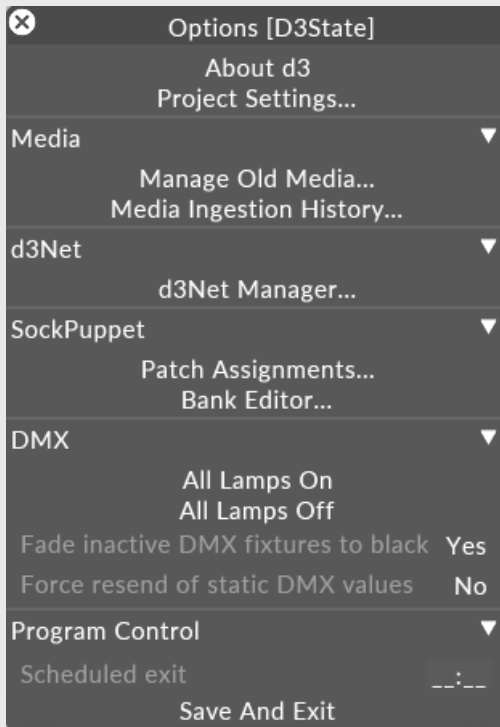 Options [D3State]
About d3
Project Settings...
Media
Manage Old Media...
Media Ingestion History...
d3Net
d3Net Manager...
SockPuppet
Patch Assignments...
Bank Editor...
DMX
All Lamps On
All Lamps Off
Fade inactive DMX fixtures to black Yes
Force resend of static DMX values No
Program Control
Scheduled exit __:__
Save And Exit